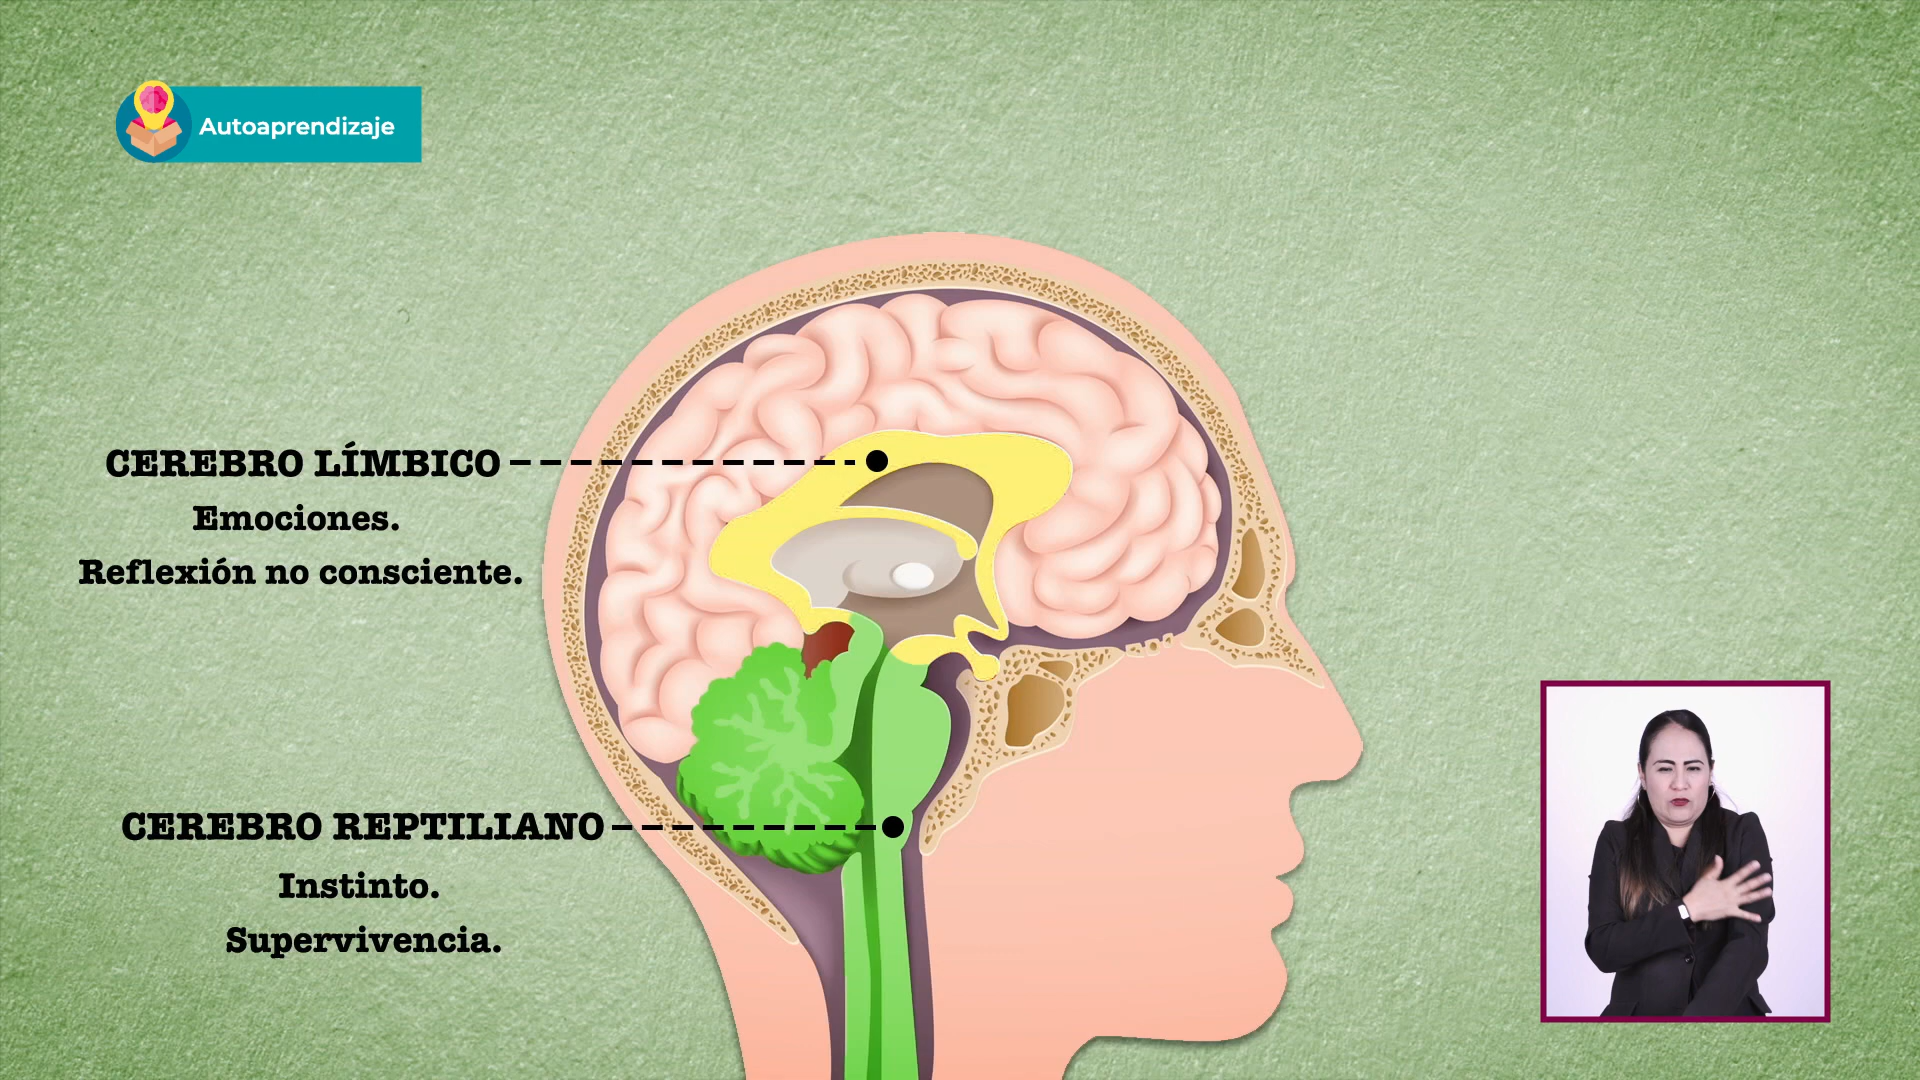 Autoaprendizaje
CEREBRO LÍMBICO
Emociones.
Reflexión no consciente.
CEREBRO REPTILIANO
Instinto.
Supervivencia.